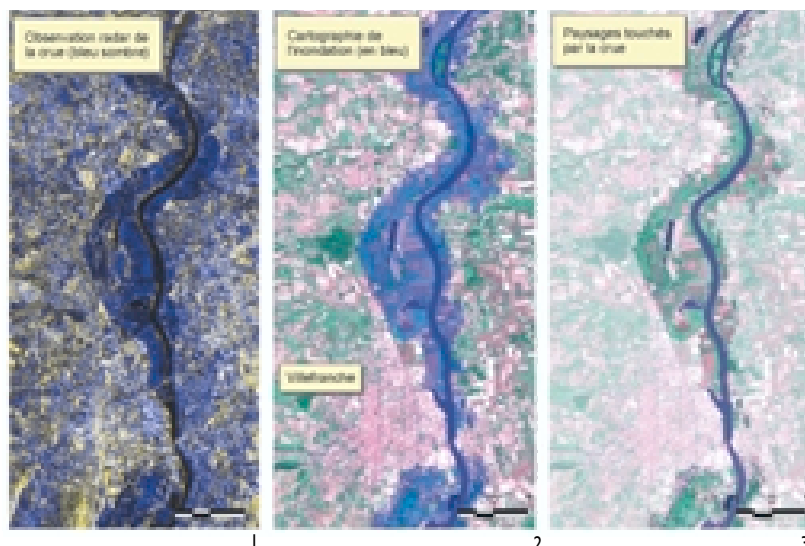 Observation radar de
la crue (bleu sombre)
Cartographie de
l'inondation (en bleu)
Paysages touchés
par la crue
Villefranche
1
2
3